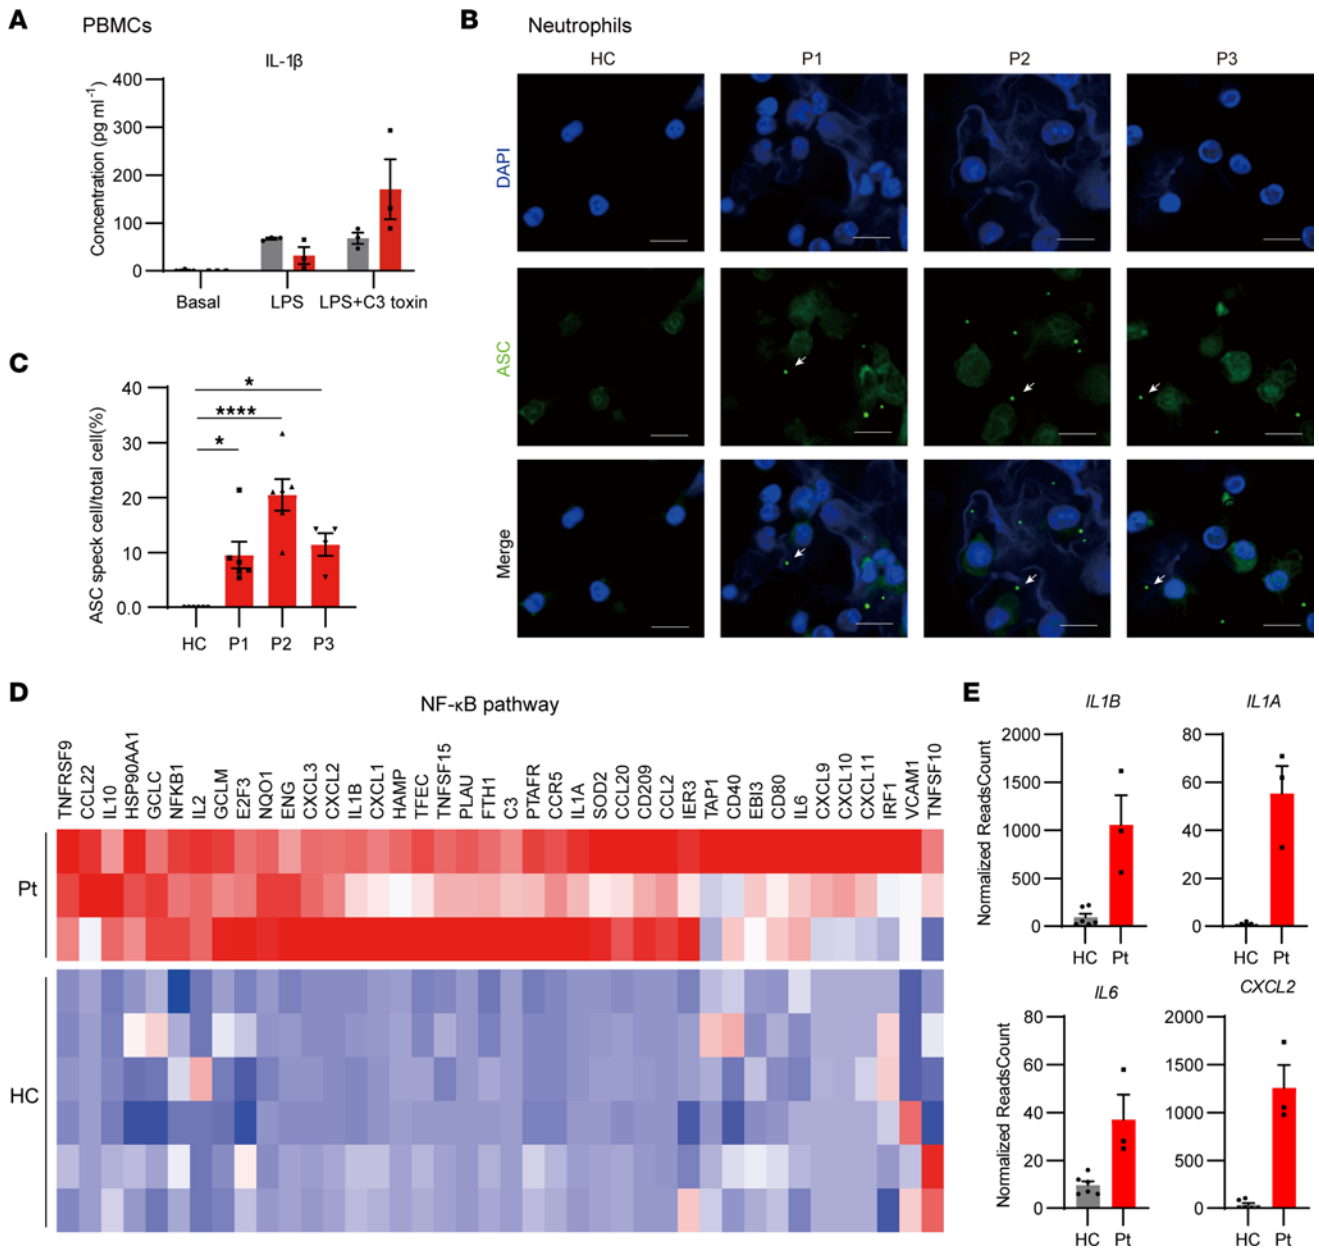 A
PBMCs
IL-1β
Concentration (pg ml⁻¹)
400
300
200
100
0
Basal
LPS
LPS+C3 toxin
B
Neutrophils
HC
P1
P2
P3
DAPI
ASC
Merge
C
ASC speck cell/total cell(%)
40
30
20
10
0.0
*
****
*
HC
P1
P2
P3
D
NF-κB pathway
TNFRSF9
CCL22
IL10
HSP90AA1
GCLC
NFKB1
IL2
GCLM
E2F3
NQO1
ENG
CXCL3
CXCL2
IL1B
CXCL1
HAMP
TFEC
TNFSF15
PLAU
FTH1
C3
PTAFR
CCR5
IL1A
SOD2
CCL20
CD209
CCL2
IER3
TAP1
CD40
EBI3
CD80
IL6
CXCL9
CXCL10
CXCL11
IRF1
VCAM1
TNFSF10
Pt
HC
E
IL1B
Normalized ReadsCount
2000
1500
1000
500
0
HC
Pt
IL1A
80
60
40
20
0
HC
Pt
IL6
Normalized ReadsCount
80
60
40
20
0
HC
Pt
CXCL2
2000
1500
1000
500
0
HC
Pt